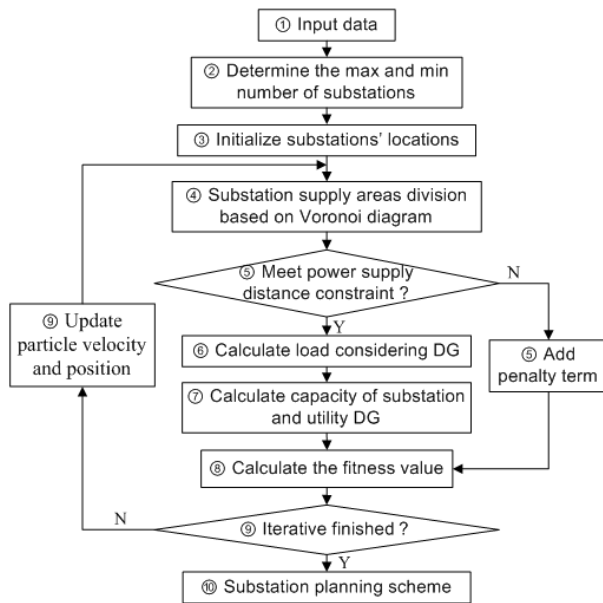 ① Input data
② Determine the max and min
number of substations
③ Initialize substations' locations
④ Substation supply areas division
based on Voronoi diagram
⑤ Meet power supply
distance constraint ?
N
Y
⑨ Update
particle velocity
and position
⑥ Calculate load considering DG
⑤ Add
penalty term
⑦ Calculate capacity of substation
and utility DG
⑧ Calculate the fitness value
N
⑨ Iterative finished ?
Y
⑩ Substation planning scheme